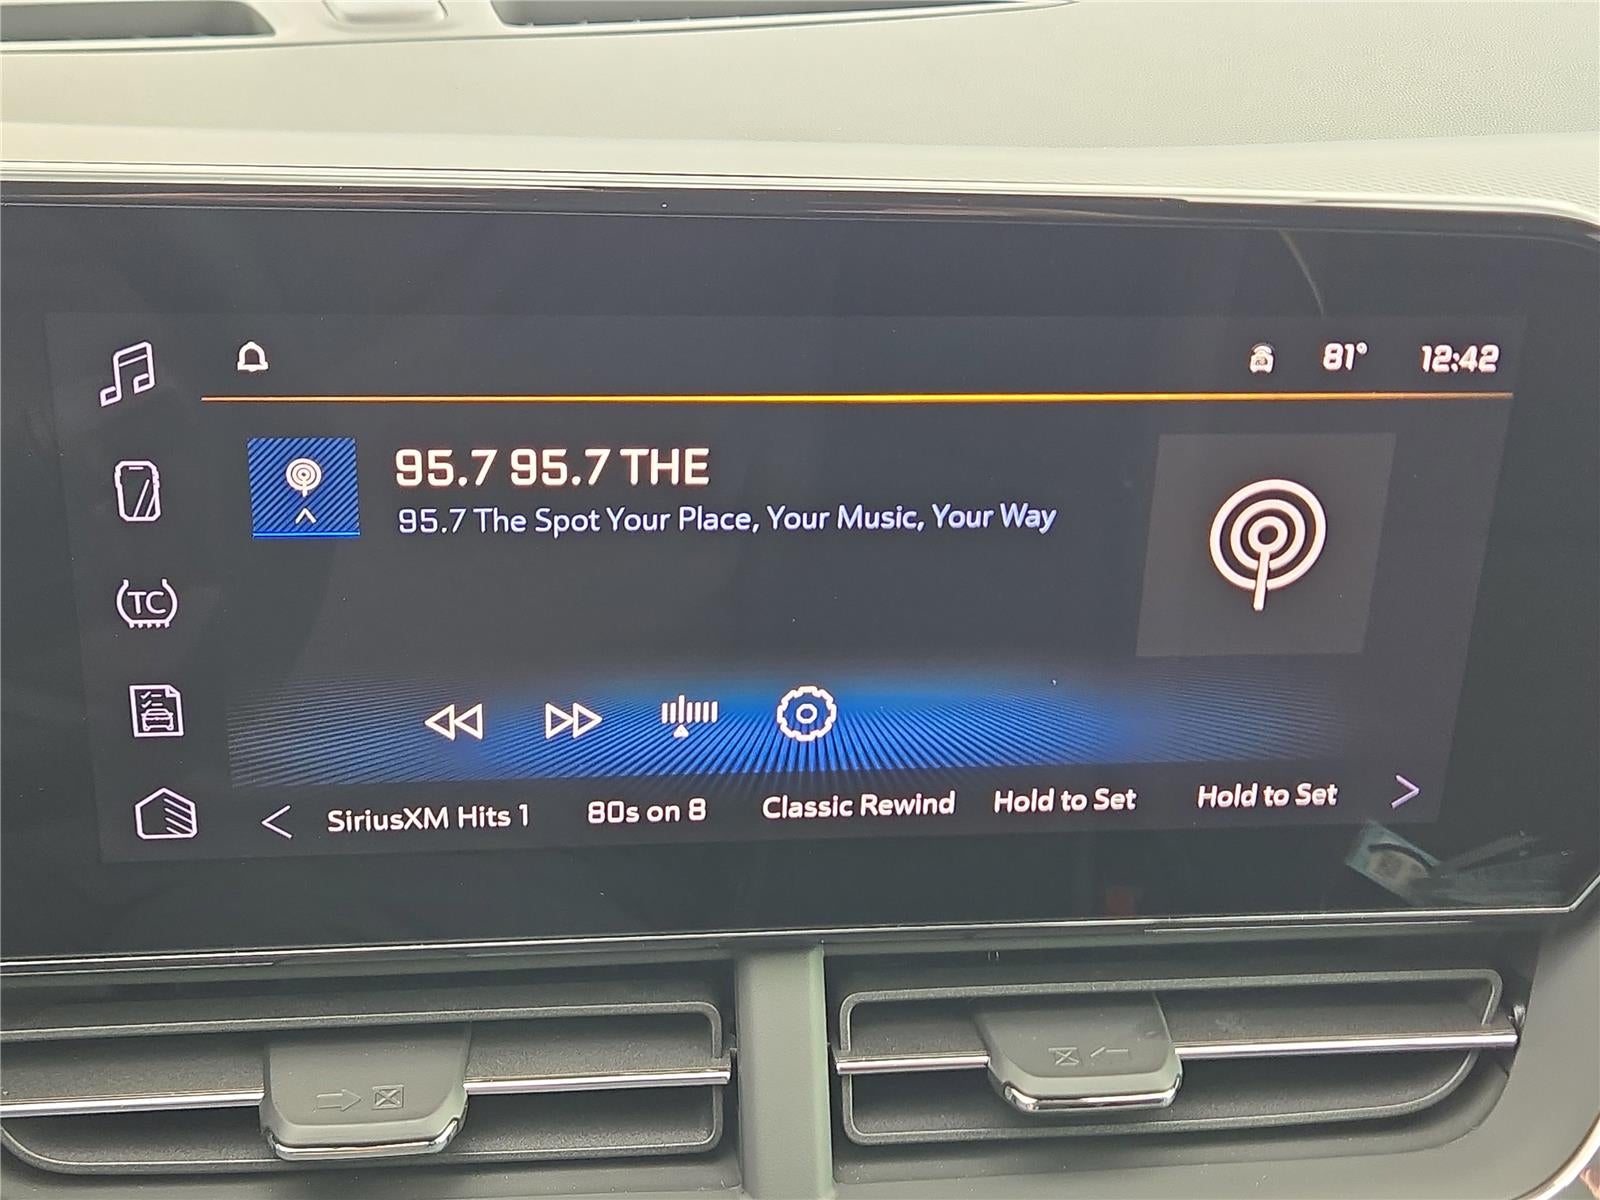 81° 12:42
95.7 95.7 THE
95.7 The Spot Your Place, Your Music, Your Way
TC
SiriusXM Hits 1 80s on 8 Classic Rewind Hold to Set Hold to Set